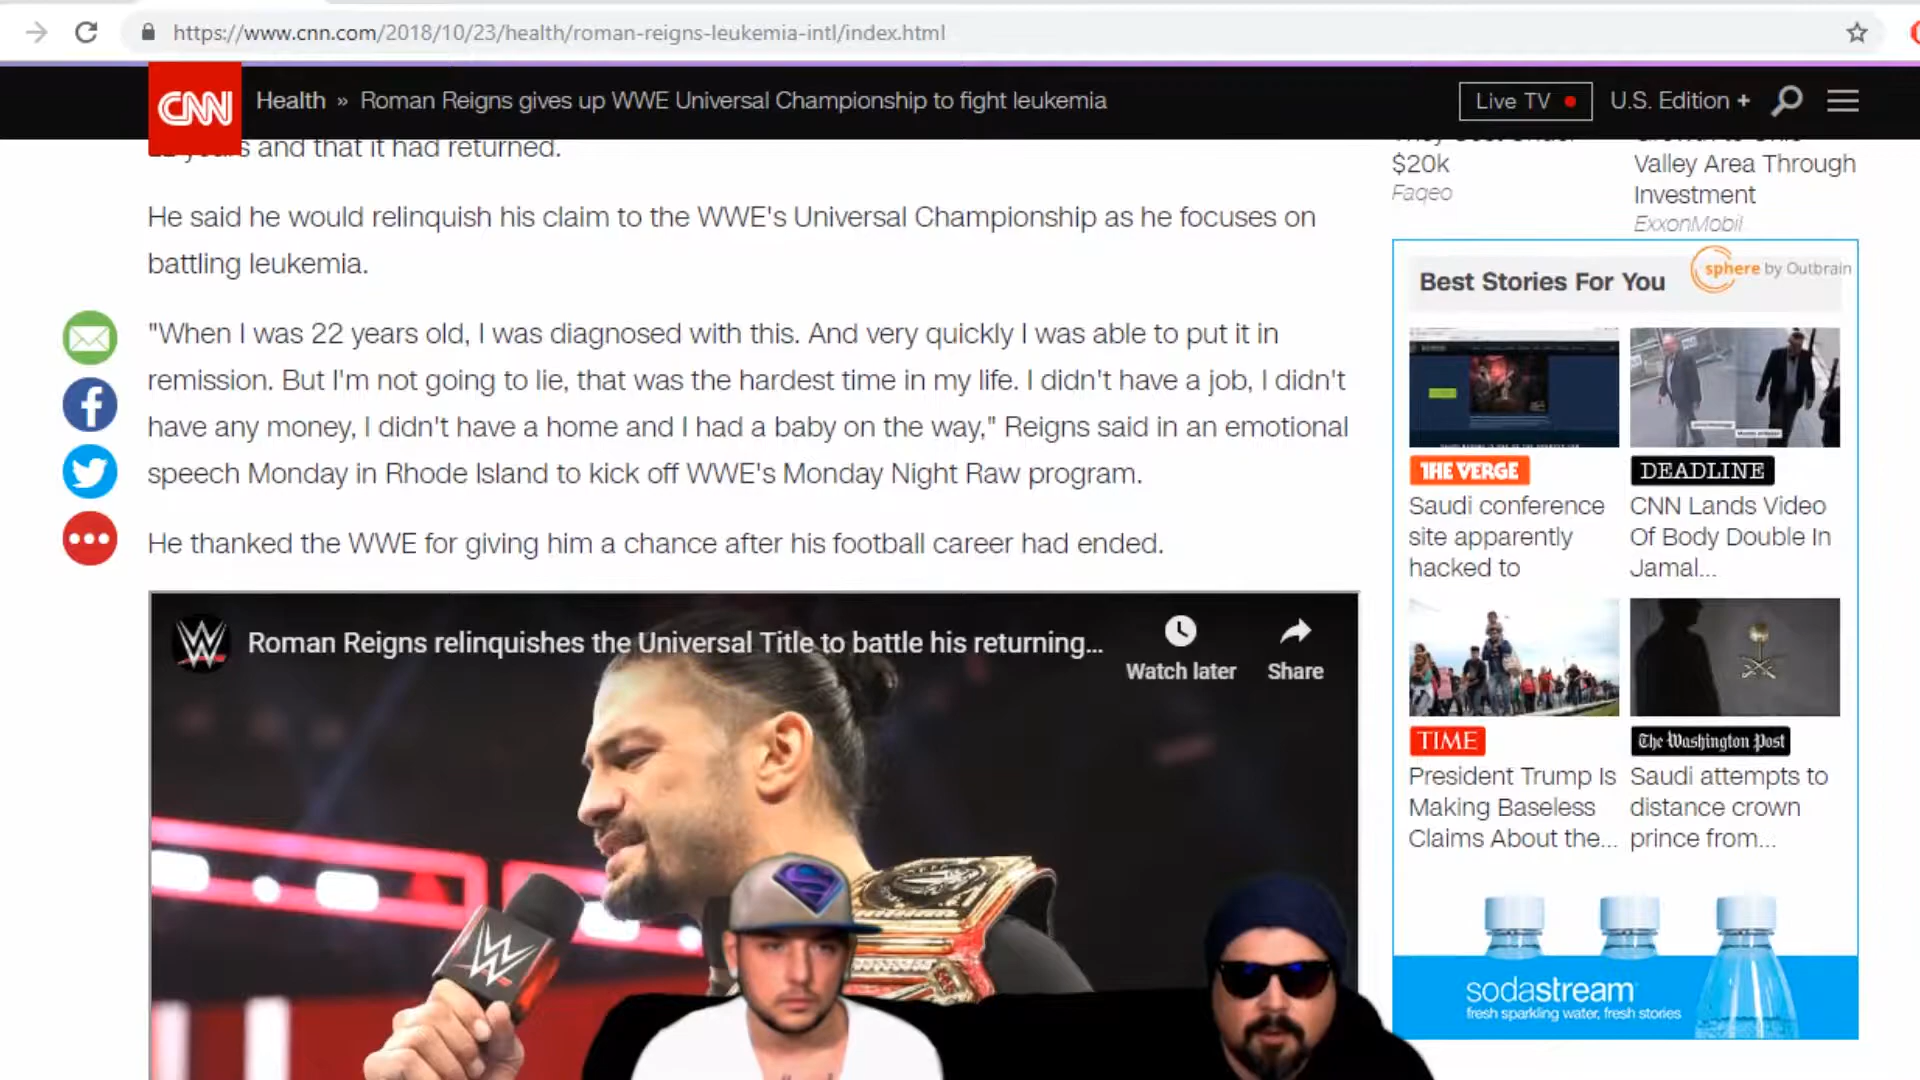 https://www.cnn.com/2018/10/23/health/roman-reigns-leukemia-intl/index.html
CNN
Health » Roman Reigns gives up WWE Universal Championship to fight leukemia
Live TV
U.S. Edition +
years and that it had returned.
He said he would relinquish his claim to the WWE's Universal Championship as he focuses on
battling leukemia.
"When I was 22 years old, I was diagnosed with this. And very quickly I was able to put it in
remission. But I'm not going to lie, that was the hardest time in my life. I didn't have a job, I didn't
have any money, I didn't have a home and I had a baby on the way," Reigns said in an emotional
speech Monday in Rhode Island to kick off WWE's Monday Night Raw program.
He thanked the WWE for giving him a chance after his football career had ended.
Roman Reigns relinquishes the Universal Title to battle his returning...
Watch later
Share
$20k
Faqeo
Valley Area Through
Investment
ExxonMobil
Best Stories For You
sphere by Outbrain
THE VERGE
Saudi conference
site apparently
hacked to
DEADLINE
CNN Lands Video
Of Body Double In
Jamal...
TIME
President Trump Is
Making Baseless
Claims About the...
The Washington Post
Saudi attempts to
distance crown
prince from...
sodastream
fresh sparkling water, fresh stories